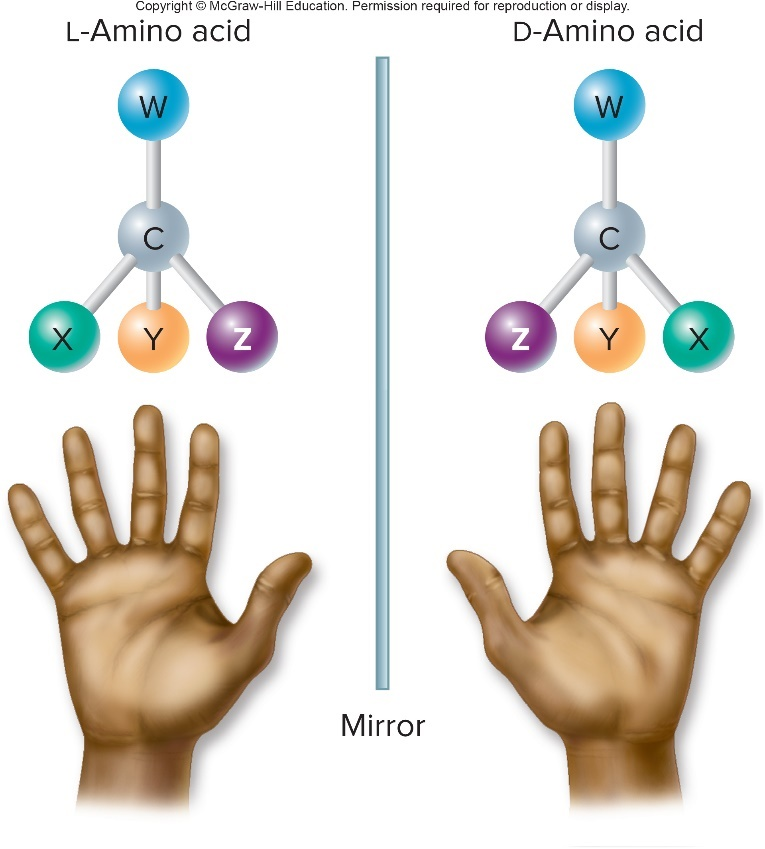 Copyright © McGraw-Hill Education. Permission required for reproduction or display.
L-Amino acid
D-Amino acid
W
W
C
C
X
Y
Z
Z
Y
X
Mirror